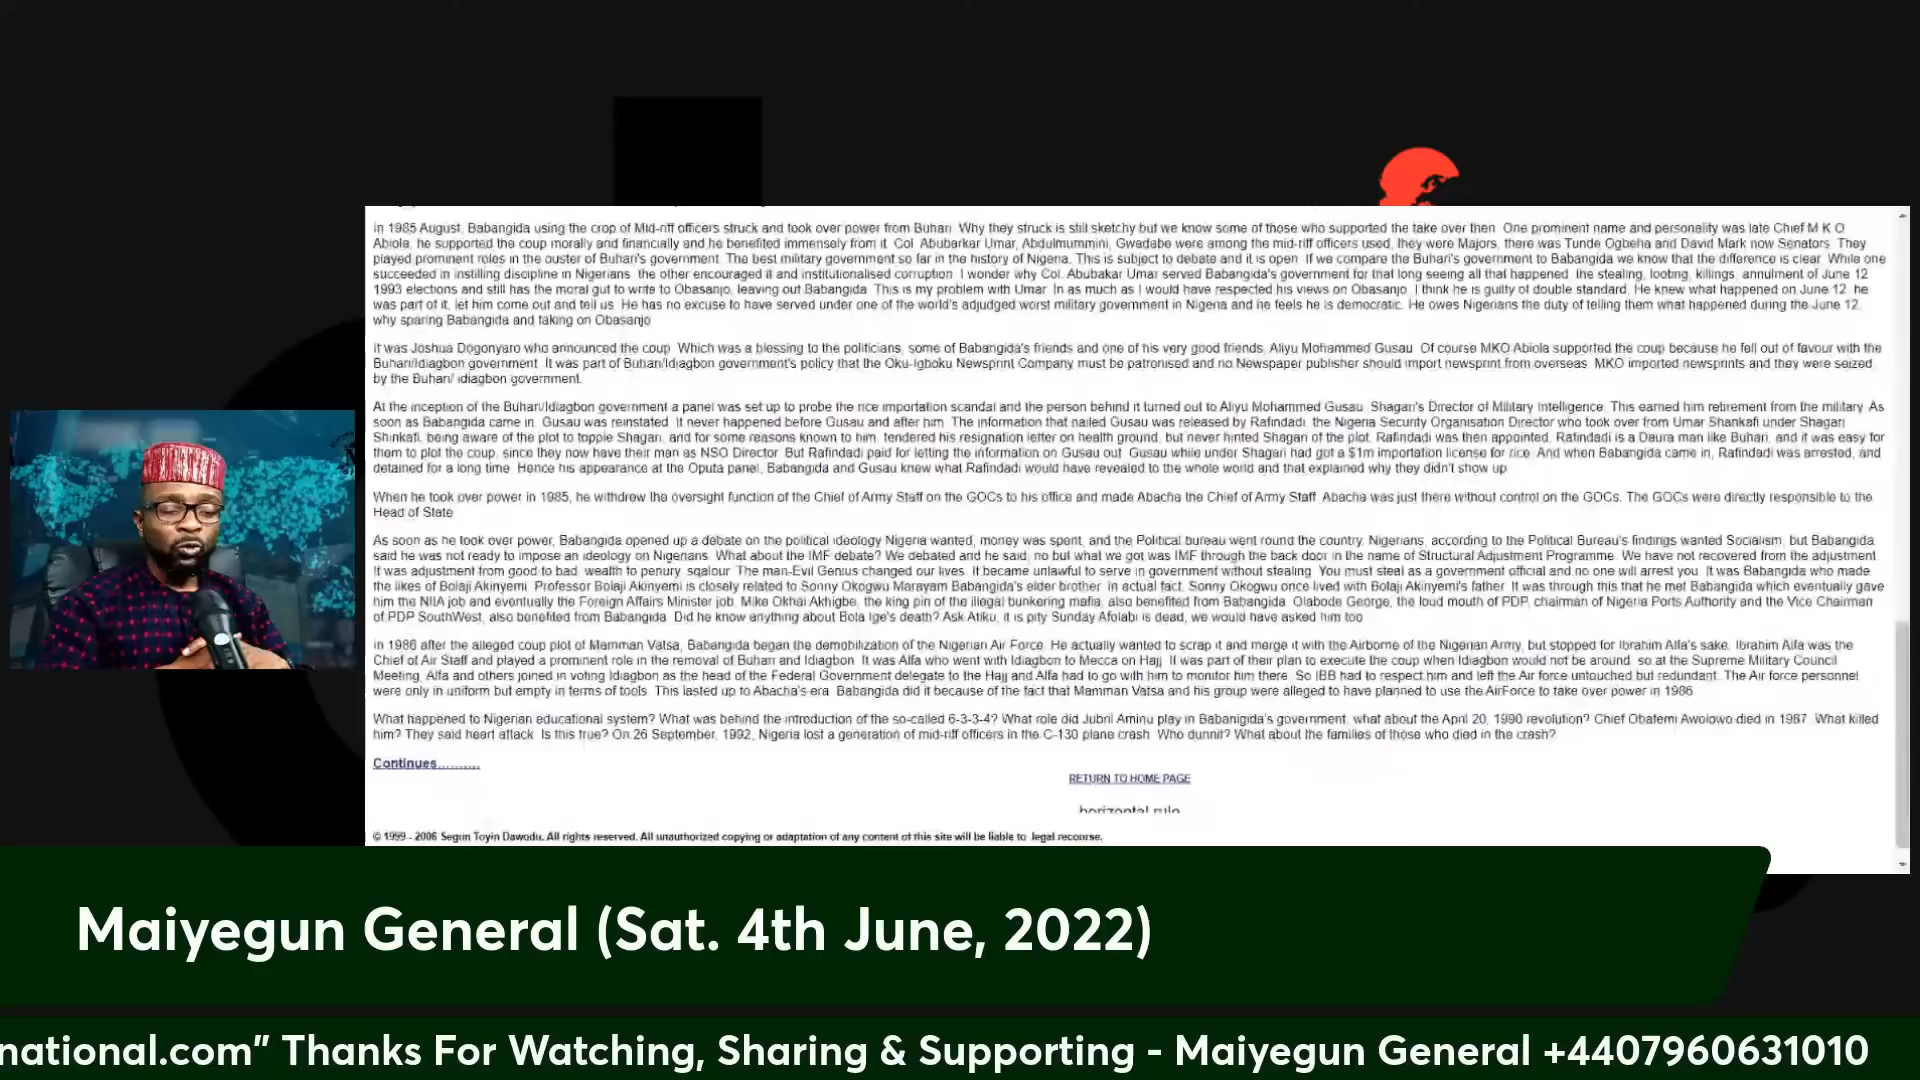 In 1985 August, Babangida using the crop of Mid-riff officers struck and took over power from Buhari. Why they struck is still sketchy but we know some of those who supported the take over then. One prominent name and personality was late Chief M K O
Abiola, he supported the coup morally and financially and he benefited immensely from it. Col. Abubarkar Umar, Abdulmummini, Gwadabe were among the mid-riff officers used, they were Majors, there was Tunde Ogbeha and David Mark now Senators. They
played prominent roles in the ouster of Buhari's government. The best military government so far in the history of Nigeria. This is subject to debate and it is open. If we compare the Buhari's government to Babangida we know that the difference is clear. While one
succeeded in instilling discipline in Nigerians, the other encouraged it and institutionalised corruption. I wonder why Col. Abubakar Umar served Babangida's government for that long seeing all that happened, the stealing, looting, killings, annulment of June 12
1993 elections and still has the moral gut to write to Obasanjo, leaving out Babangida. This is my problem with Umar. In as much as I would have respected his views on Obasanjo, I think he is guilty of double standard. He knew what happened on June 12, he
was part of it, let him come out and tell us. He has no excuse to have served under one of the world's adjudged worst military government in Nigeria and he feels he is democratic. He owes Nigerians the duty of telling them what happened during the June 12,
why sparing Babangida and taking on Obasanjo
It was Joshua Dogonyaro who announced the coup. Which was a blessing to the politicians, some of Babangida's friends and one of his very good friends, Aliyu Mohammed Gusau. Of course MKO Abiola supported the coup because he fell out of favour with the
Buhari/Idiagbon government. It was part of Buhari/Idiagbon government's policy that the Oku-Igboku Newsprint Company must be patronised and no Newspaper publisher should import newsprint from overseas. MKO imported newsprints and they were seized
by the Buhari/ Idiagbon government.
At the inception of the Buhari/Idiagbon government a panel was set up to probe the rice importation scandal and the person behind it turned out to Aliyu Mohammed Gusau, Shagari's Director of Military Intelligence. This earned him retirement from the military. As
soon as Babangida came in, Gusau was reinstated. It never happened before Gusau and after him. The information that nailed Gusau was released by Rafindadi, the Nigeria Security Organisation Director who took over from Umar Shankafi under Shagari.
Shinkafi, being aware of the plot to topple Shagari, and for some reasons known to him, tendered his resignation letter on health ground, but never hinted Shagari of the plot. Rafindadi was then appointed. Rafindadi is a Daura man like Buhari, and it was easy for
them to plot the coup, since they now have their man as NSO Director. But Rafindadi paid for letting the information on Gusau out. Gusau while under Shagari had got a $1m importation license for rice. And when Babangida came in, Rafindadi was arrested, and
detained for a long time. Hence his appearance at the Oputa panel, Babangida and Gusau knew what Rafindadi would have revealed to the whole world and that explained why they didn't show up.
When he took over power in 1985, he withdrew the oversight function of the Chief of Army Staff on the GOCs to his office and made Abacha the Chief of Army Staff. Abacha was just there without control on the GOCs. The GOCs were directly responsible to the
Head of State
As soon as he took over power, Babangida opened up a debate on the political ideology Nigeria wanted, money was spent, and the Political bureau went round the country. Nigerians, according to the Political Bureau's findings wanted Socialism, but Babangida
said he was not ready to impose an ideology on Nigerians. What about the IMF debate? We debated and he said, no but what we got was IMF through the back door in the name of Structural Adjustment Programme. We have not recovered from the adjustment.
It was adjustment from good to bad, wealth to penury, sqalour. The man-Evil Genius changed our lives. It became unlawful to serve in government without stealing. You must steal as a government official and no one will arrest you. It was Babangida who made
the likes of Bolaji Akinyemi. Professor Bolaji Akinyemi is closely related to Sonny Okogwu Marayam Babangida's elder brother. In actual fact, Sonny Okogwu once lived with Bolaji Akinyemi's father. It was through this that he met Babangida which eventually gave
him the NIIA job and eventually the Foreign Affairs Minister job. Mike Okhai Akhigbe, the king pin of the illegal bunkering mafia, also benefited from Babangida. Olabode George, the loud mouth of PDP, chairman of Nigeria Ports Authority and the Vice Chairman
of PDP SouthWest, also benefited from Babangida. Did he know anything about Bola Ige's death? Ask Atiku, it is pity Sunday Afolabi is dead, we would have asked him too
In 1986 after the alleged coup plot of Mamman Vatsa, Babangida began the demobilization of the Nigerian Air Force. He actually wanted to scrap it and merge it with the Airborne of the Nigerian Army, but stopped for Ibrahim Alfa's sake. Ibrahim Alfa was the
Chief of Air Staff and played a prominent role in the removal of Buhari and Idiagbon. It was Alfa who went with Idiagbon to Mecca on Hajj. It was part of their plan to execute the coup when Idiagbon would not be around, so at the Supreme Military Council
Meeting, Alfa and others joined in voting Idiagbon as the head of the Federal Government delegate to the Hajj and Alfa had to go with him to monitor him there. So IBB had to respect him and left the Air force untouched but redundant. The Air force personnel
were only in uniform but empty in terms of tools. This lasted up to Abacha's era. Babangida did it because of the fact that Mamman Vatsa and his group were alleged to have planned to use the AirForce to take over power in 1986
What happened to Nigerian educational system? What was behind the introduction of the so-called 6-3-3-4? What role did Jubril Aminu play in Babanigida's government, what about the April 20, 1990 revolution? Chief Obafemi Awolowo died in 1987. What killed
him? They said heart attack. Is this true? On 26 September, 1992, Nigeria lost a generation of mid-riff officers in the C-130 plane crash. Who dunnit? What about the families of those who died in the crash?
Continues..........
RETURN TO HOME PAGE
horizontal rule
© 1999 - 2006 Segun Toyin Dawodu. All rights reserved. All unauthorized copying or adaptation of any content of this site will be liable to legal recourse.
Maiyegun General (Sat. 4th June, 2022)
national.com” Thanks For Watching, Sharing & Supporting - Maiyegun General +4407960631010